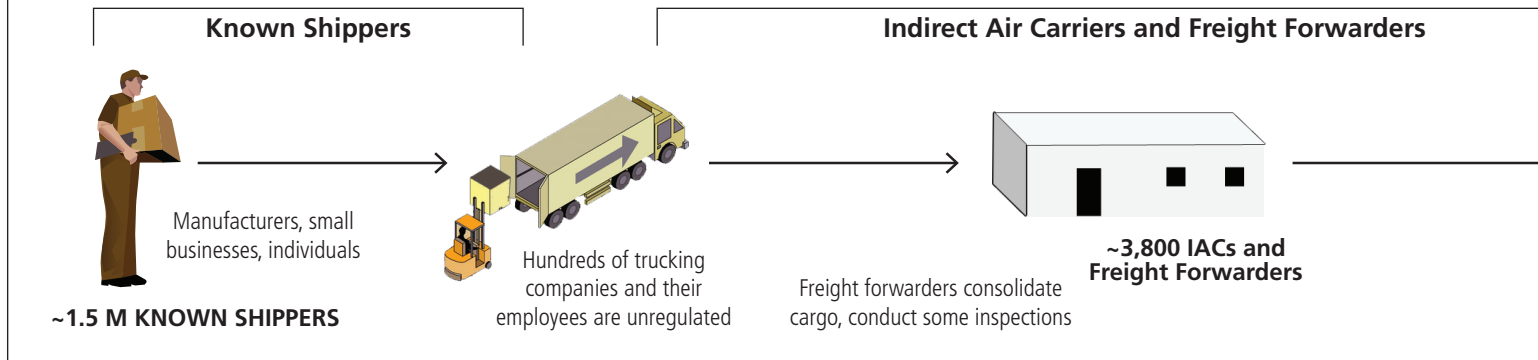 Known Shippers
Indirect Air Carriers and Freight Forwarders
Manufacturers, small
businesses, individuals
~1.5 M KNOWN SHIPPERS
Hundreds of trucking
companies and their
employees are unregulated
Freight forwarders consolidate
cargo, conduct some inspections
~3,800 IACs and
Freight Forwarders